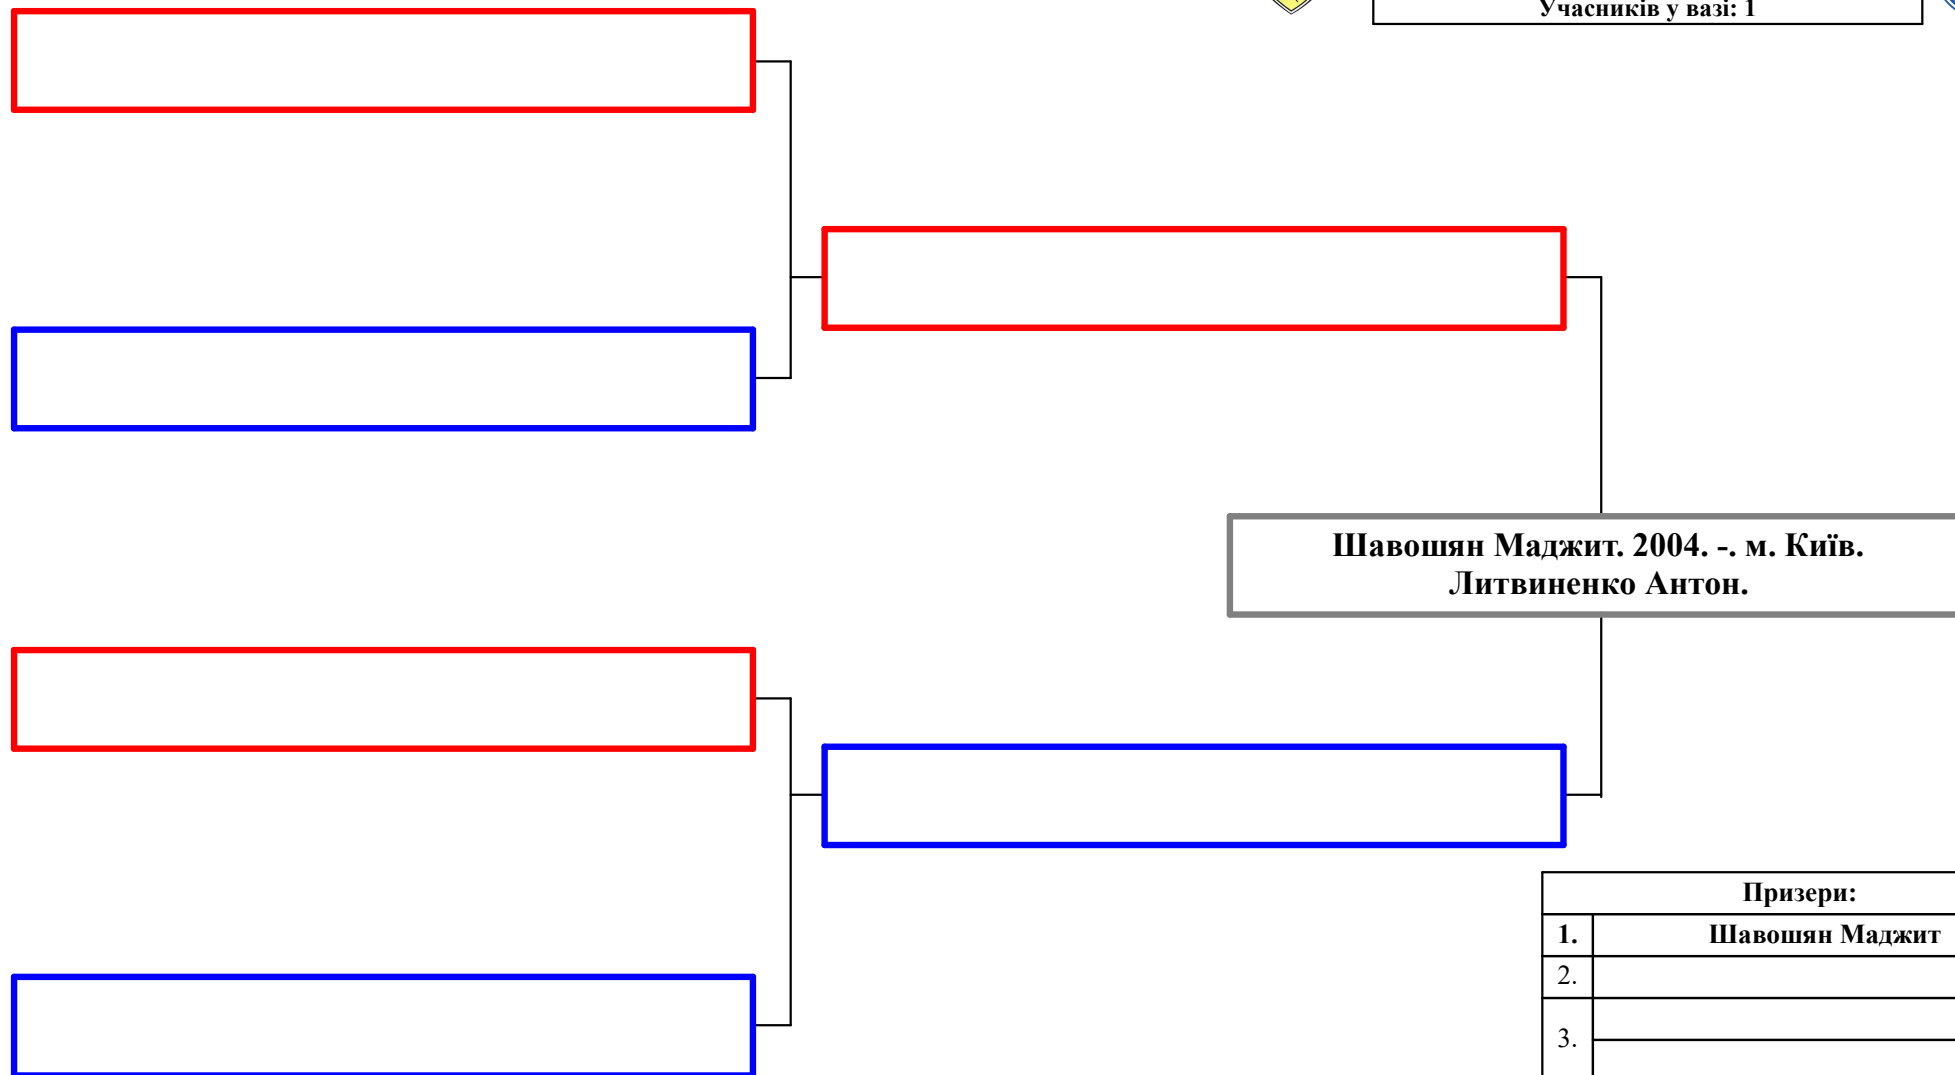 Учасників у вазі: 1
Шавошян Маджит. 2004. -. м. Київ.
Литвиненко Антон.
Призери:
1. Шавошян Маджит
2.
3.